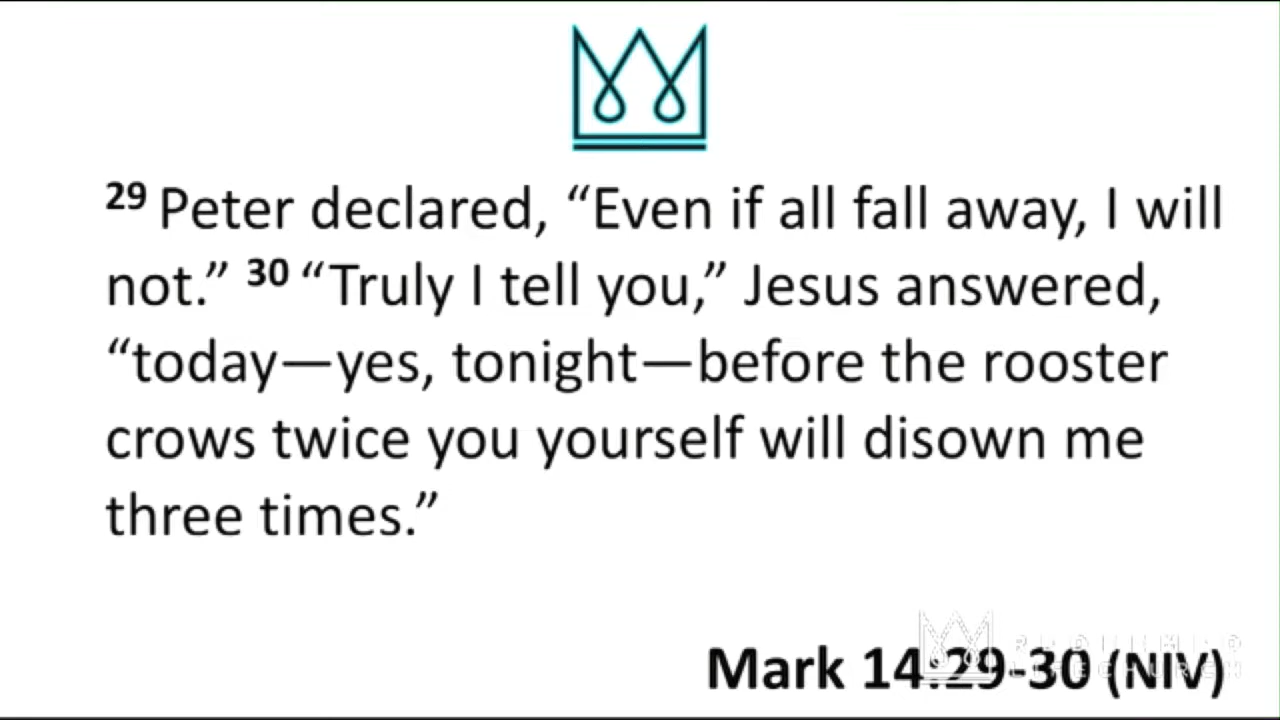 29 Peter declared, “Even if all fall away, I will
not.” 30 “Truly I tell you,” Jesus answered,
“today—yes, tonight—before the rooster
crows twice you yourself will disown me
three times.”
Mark 14:29-30 (NIV)